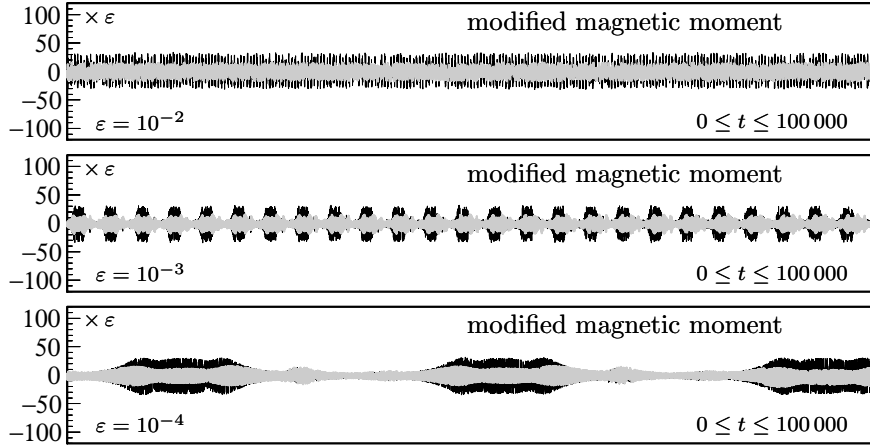 100 × ε modified magnetic moment
50
0
−50
−100 ε = 10⁻² 0 ≤ t ≤ 100 000
100 × ε modified magnetic moment
50
0
−50
−100 ε = 10⁻³ 0 ≤ t ≤ 100 000
100 × ε modified magnetic moment
50
0
−50
−100 ε = 10⁻⁴ 0 ≤ t ≤ 100 000